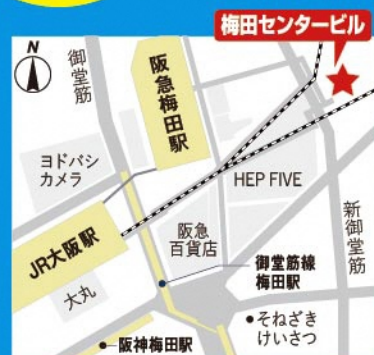 梅田センタービル
N
御堂筋
阪急梅田駅
ヨドバシ
カメラ
HEP FIVE
新御堂筋
JR大阪駅
阪急
百貨店
大丸
御堂筋線
梅田駅
そねざき
けいさつ
阪神梅田駅